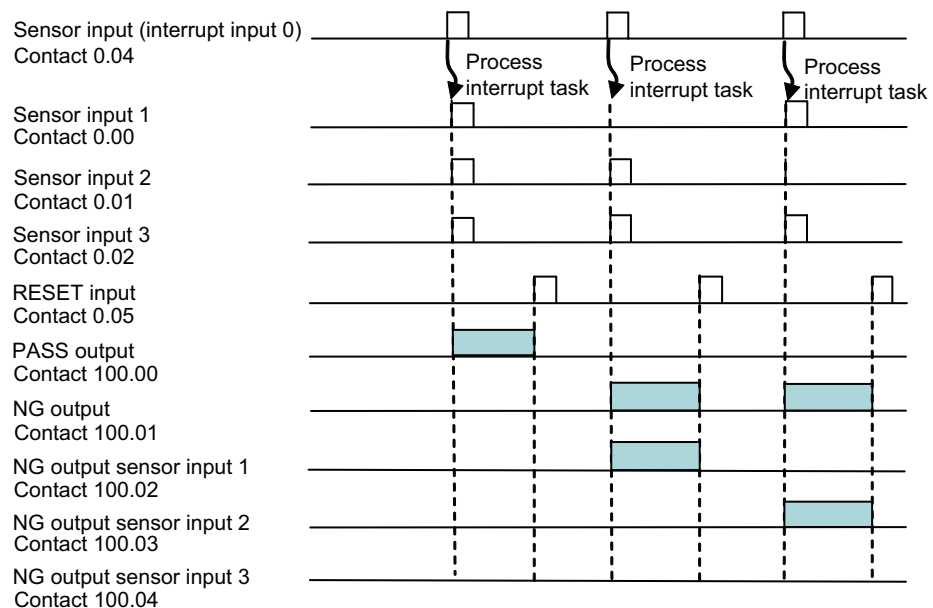 Sensor input (interrupt input 0)
Contact 0.04
Process
interrupt task
Process
interrupt task
Process
interrupt task
Sensor input 1
Contact 0.00
Sensor input 2
Contact 0.01
Sensor input 3
Contact 0.02
RESET input
Contact 0.05
PASS output
Contact 100.00
NG output
Contact 100.01
NG output sensor input 1
Contact 100.02
NG output sensor input 2
Contact 100.03
NG output sensor input 3
Contact 100.04